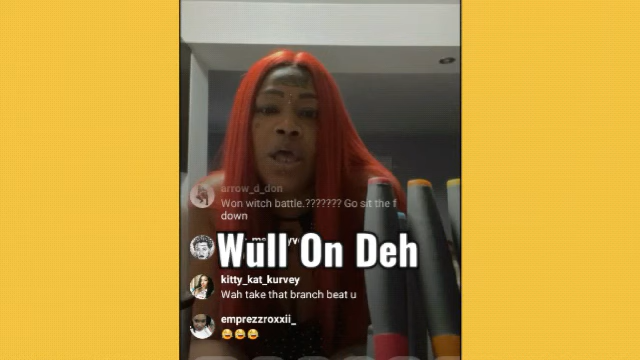 arrow_d_don
Won witch battle.??????? Go sit the f
down
Wull On Deh
kitty_kat_kurvey
Wah take that branch beat u
emprezzroxxii_
😂😂😂